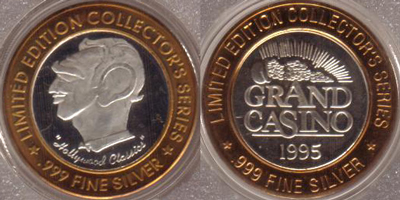 LIMITED EDITION COLLECTOR'S SERIES
"Hollywood Classics"
.999 FINE SILVER
LIMITED EDITION COLLECTOR'S SERIES
GRAND
CASINO
1995
.999 FINE SILVER